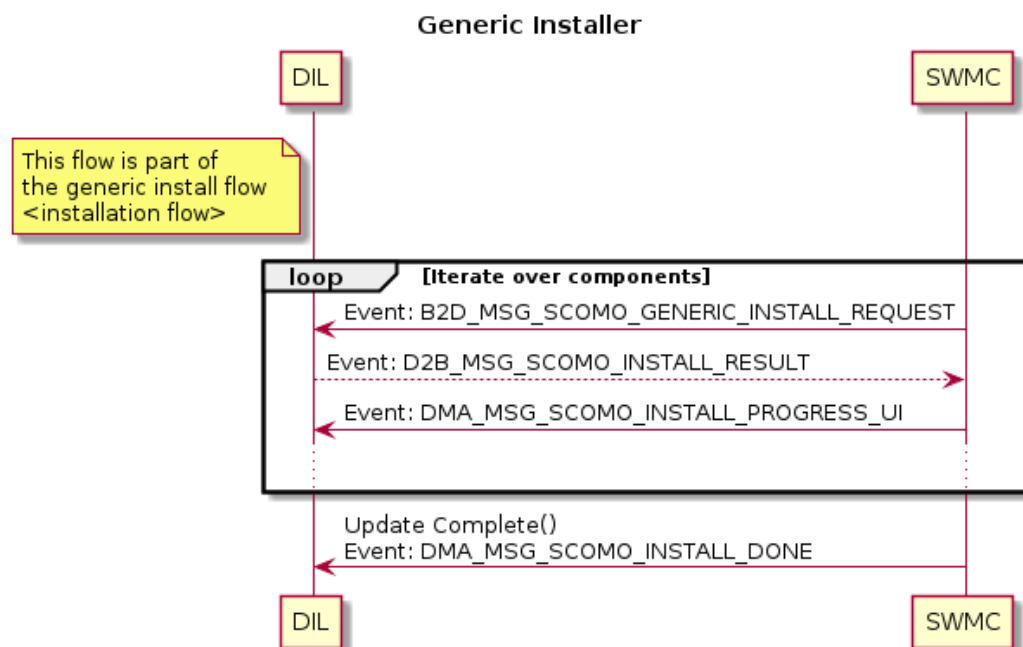 Generic Installer
DIL
SWMC
This flow is part of
the generic install flow
<installation flow>
loop
[Iterate over components]
Event: B2D_MSG_SCOMO_GENERIC_INSTALL_REQUEST
Event: D2B_MSG_SCOMO_INSTALL_RESULT
Event: DMA_MSG_SCOMO_INSTALL_PROGRESS_UI
Update Complete()
Event: DMA_MSG_SCOMO_INSTALL_DONE
DIL
SWMC